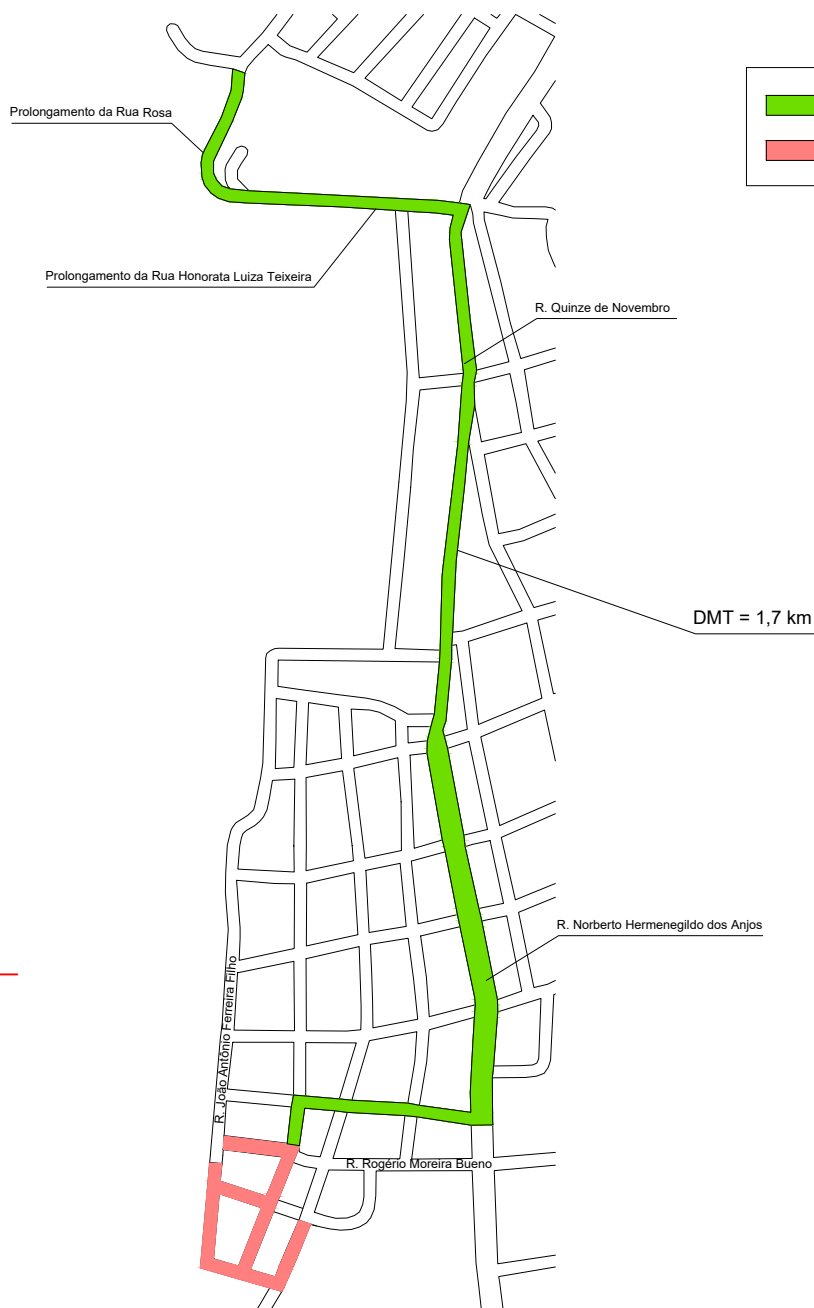 Prolongamento da Rua Rosa
Prolongamento da Rua Honorata Luiza Teixeira
R. Quinze de Novembro
DMT = 1,7 km
R. Norberto Hermenegildo dos Anjos
R. João Antônio Ferreira Filho
R. Rogério Moreira Bueno